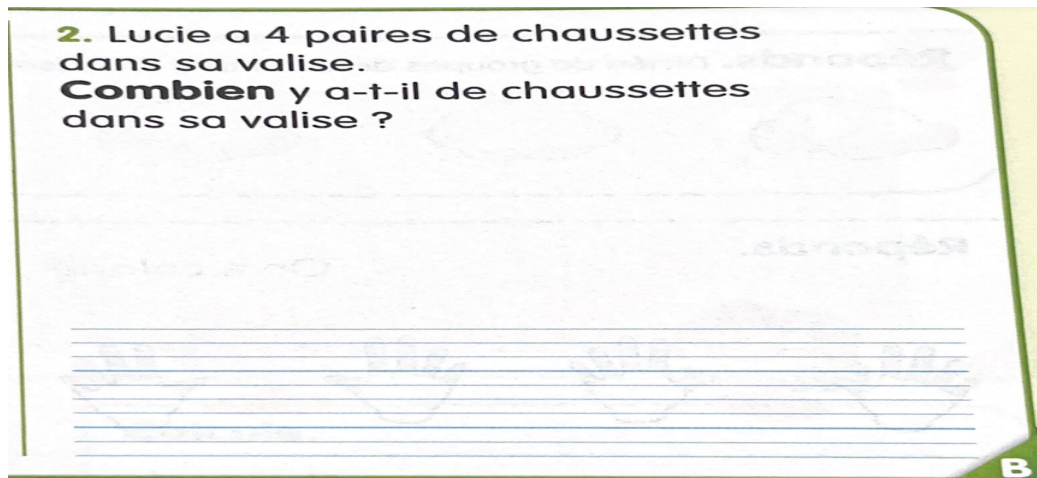 2. Lucie a 4 paires de chaussettes
dans sa valise.
Combien y a-t-il de chaussettes
dans sa valise ?
B